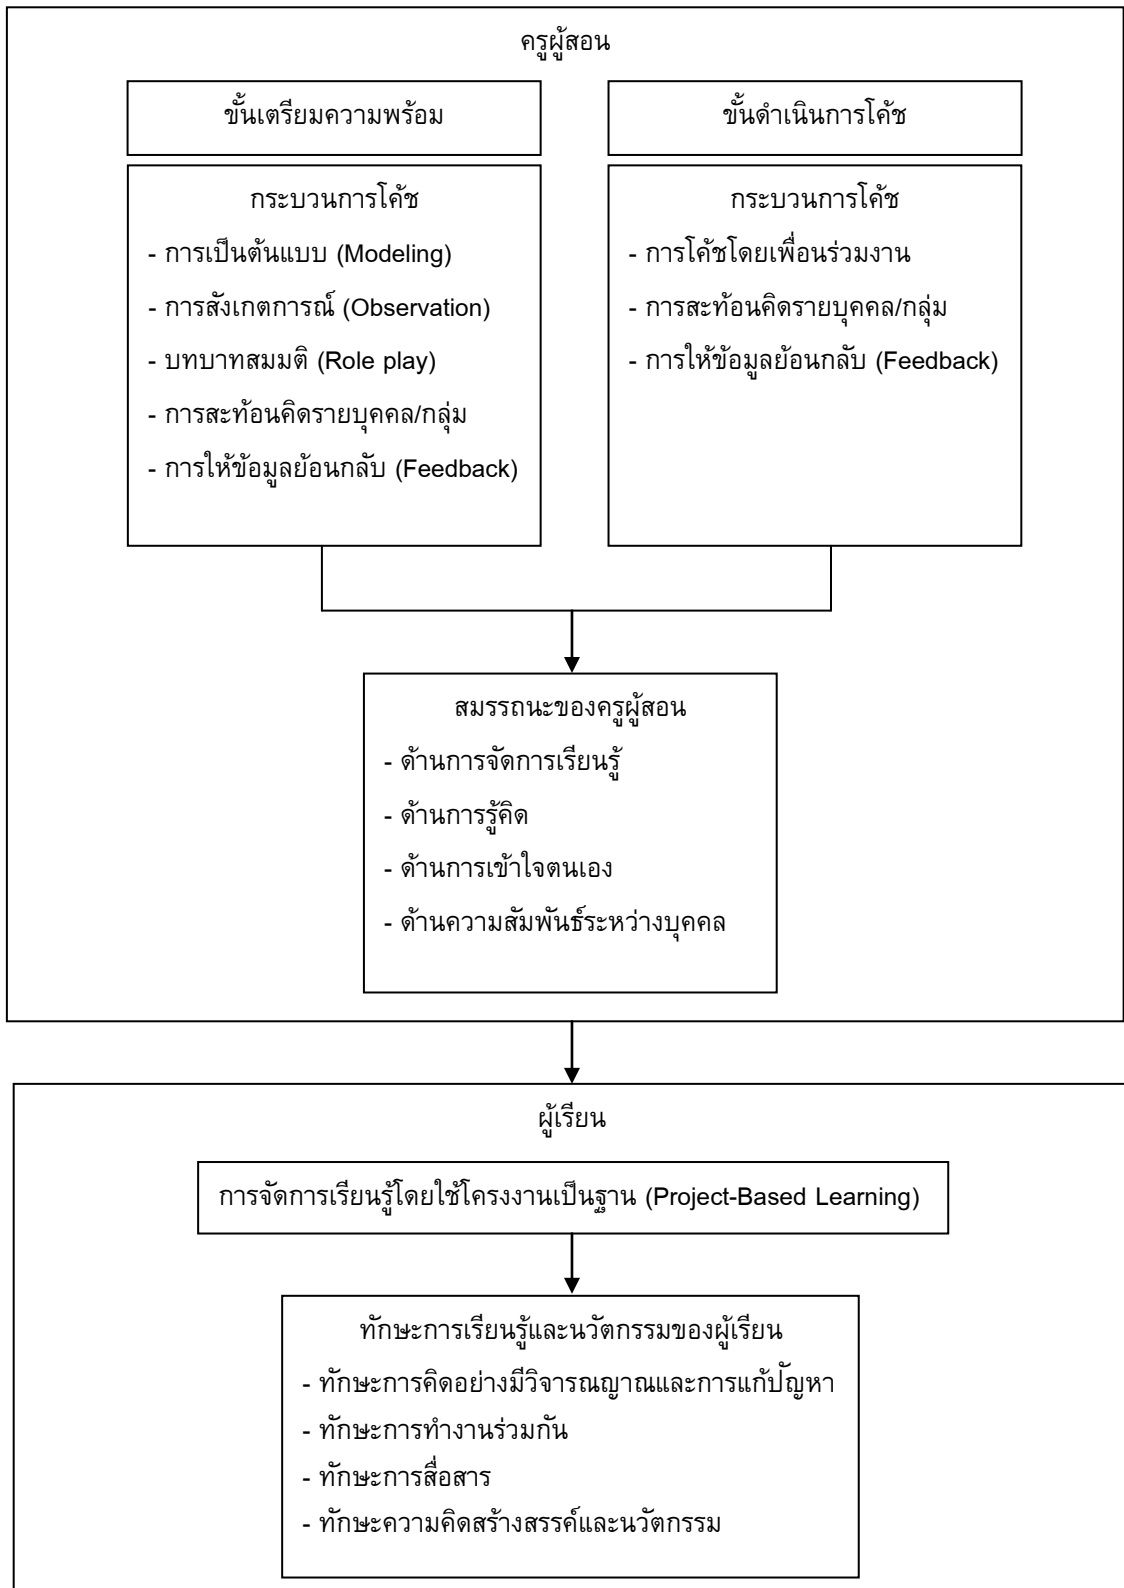 ครูผู้สอน
ขั้นเตรียมความพร้อม
กระบวนการโค้ช
- การเป็นต้นแบบ (Modeling)
- การสังเกตการณ์ (Observation)
- บทบาทสมมติ (Role play)
- การสะท้อนคิดรายบุคคล/กลุ่ม
- การให้ข้อมูลย้อนกลับ (Feedback)
ขั้นดำเนินการโค้ช
กระบวนการโค้ช
- การโค้ชโดยเพื่อนร่วมงาน
- การสะท้อนคิดรายบุคคล/กลุ่ม
- การให้ข้อมูลย้อนกลับ (Feedback)
สมรรถนะของครูผู้สอน
- ด้านการจัดการเรียนรู้
- ด้านการรู้คิด
- ด้านการเข้าใจตนเอง
- ด้านความสัมพันธ์ระหว่างบุคคล
ผู้เรียน
การจัดการเรียนรู้โดยใช้โครงงานเป็นฐาน (Project-Based Learning)
ทักษะการเรียนรู้และนวัตกรรมของผู้เรียน
- ทักษะการคิดอย่างมีวิจารณญาณและการแก้ปัญหา
- ทักษะการทำงานร่วมกัน
- ทักษะการสื่อสาร
- ทักษะความคิดสร้างสรรค์และนวัตกรรม